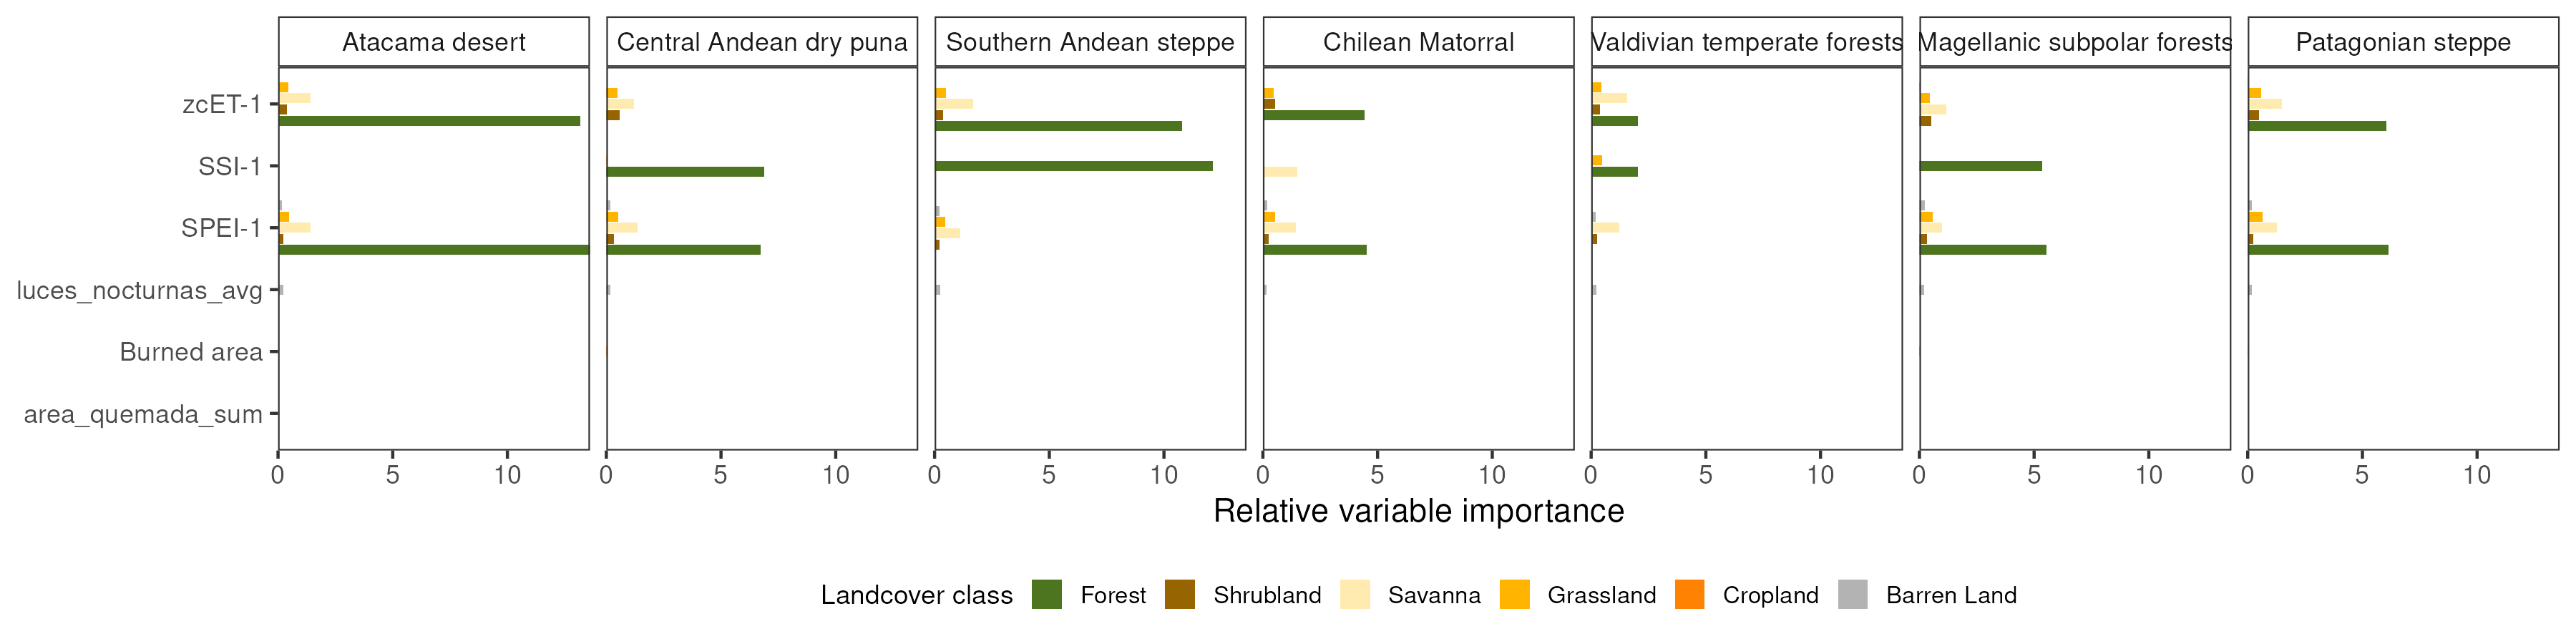 Atacama desert
Central Andean dry puna
Southern Andean steppe
Chilean Matorral
Valdivian temperate forests
Magellanic subpolar forests
Patagonian steppe
zcET-1
SSI-1
SPEI-1
luces_nocturnas_avg
Burned area
area_quemada_sum
0 5 10 0 5 10 0 5 10 0 5 10 0 5 10 0 5 10 0 5 10
Relative variable importance
Landcover class Forest Shrubland Savanna Grassland Cropland Barren Land